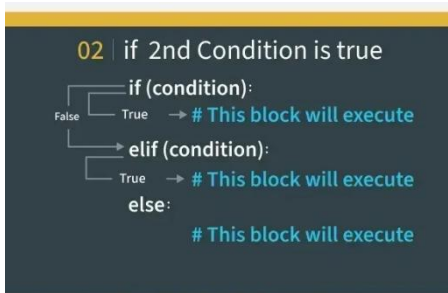 02 if 2nd Condition is true
if (condition):
False
True
# This block will execute
elif (condition):
True
# This block will execute
else:
# This block will execute